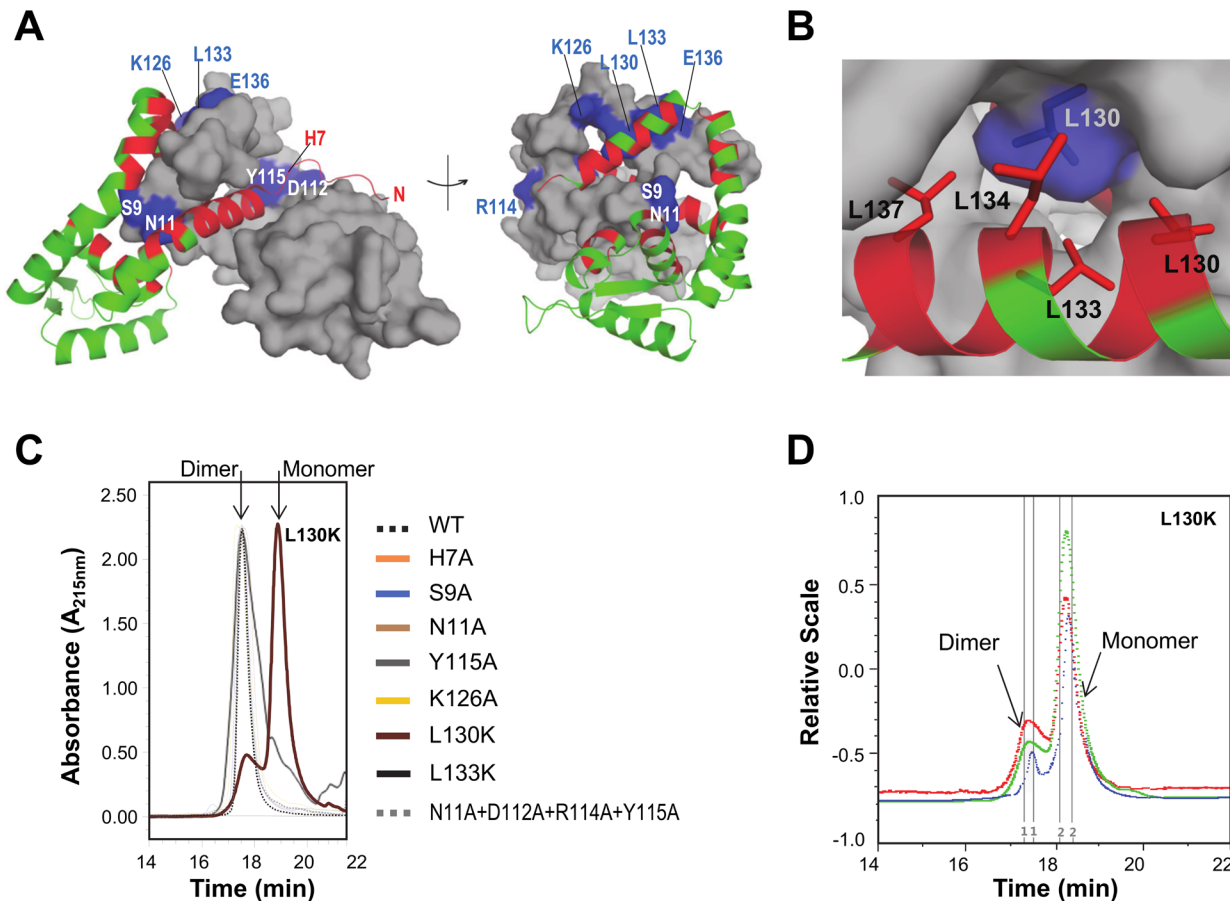 A
B
K126
L133
E136
H7
Y115
D112
N
S9
N11
K126
L130
L133
E136
R114
S9
N11
L130
L137
L134
L133
L130
C
D
Dimer
Monomer
L130K
2.50
2.00
1.50
1.00
0.50
0.00
Absorbance (A215nm)
14
16
18
20
22
Time (min)
WT
H7A
S9A
N11A
Y115A
K126A
L130K
L133K
N11A+D112A+R114A+Y115A
1.0
0.5
0.0
-0.5
-1.0
Relative Scale
L130K
Dimer
Monomer
1 1
2 2
14
16
18
20
22
Time (min)